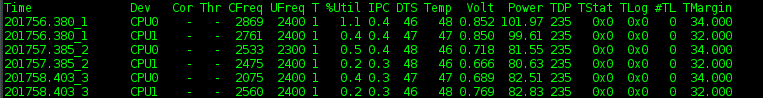 Time Dev Cor Thr CFreq UFreq T %Util IPC DTS Temp Volt Power TDP TStat TLog #TL TMargin
201756.380_1 CPU0 - - 2869 2400 T 1.1 0.4 46 48 0.852 101.97 235 0x0 0x0 0 34.000
201756.380_1 CPU1 - - 2761 2400 T 0.4 0.4 47 47 0.850 99.61 235 0x0 0x0 0 32.000
201757.385_2 CPU0 - - 2533 2300 T 0.5 0.4 48 46 0.718 81.55 235 0x0 0x0 0 34.000
201757.385_2 CPU1 - - 2475 2400 T 0.2 0.3 48 46 0.666 80.63 235 0x0 0x0 0 32.000
201758.403_3 CPU0 - - 2075 2400 T 0.4 0.3 47 47 0.689 82.51 235 0x0 0x0 0 34.000
201758.403_3 CPU1 - - 2560 2400 T 0.2 0.3 46 48 0.769 82.83 235 0x0 0x0 0 32.000